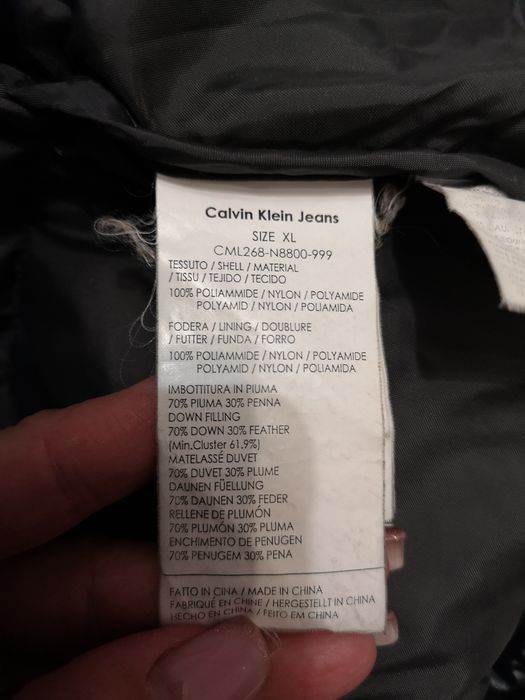 Calvin Klein Jeans
SIZE XL
CML268-N8800-999
TESSUTO / SHELL / MATERIAL
/ TISSU / TEJIDO / TECIDO
100% POLIAMMIDE / NYLON / POLYAMIDE
POLYAMID / NYLON / POLIAMIDA
FODERA / LINING / DOUBLURE
/ FUTTER / FUNDA / FORRO
100% POLIAMMIDE / NYLON / POLYAMIDE
POLYAMID / NYLON / POLIAMIDA
IMBOTTITURA IN PIUMA
70% PIUMA 30% PENNA
DOWN FILLING
70% DOWN 30% FEATHER
(Min.Cluster 61.9%)
MATELASSÉ DUVET
70% DUVET 30% PLUME
DAUNEN FÜELLUNG
70% DAUNEN 30% FEDER
RELLENE DE PLUMÓN
70% PLUMÓN 30% PLUMA
ENCHIMENTO DE PENUGEN
70% PENUGEM 30% PENA
FATTO IN CINA / MADE IN CHINA
FABRIQUÉ EN CHINE / HERGESTELLT IN CHINA
HECHO EN CHINA / FEITO EM CHINA